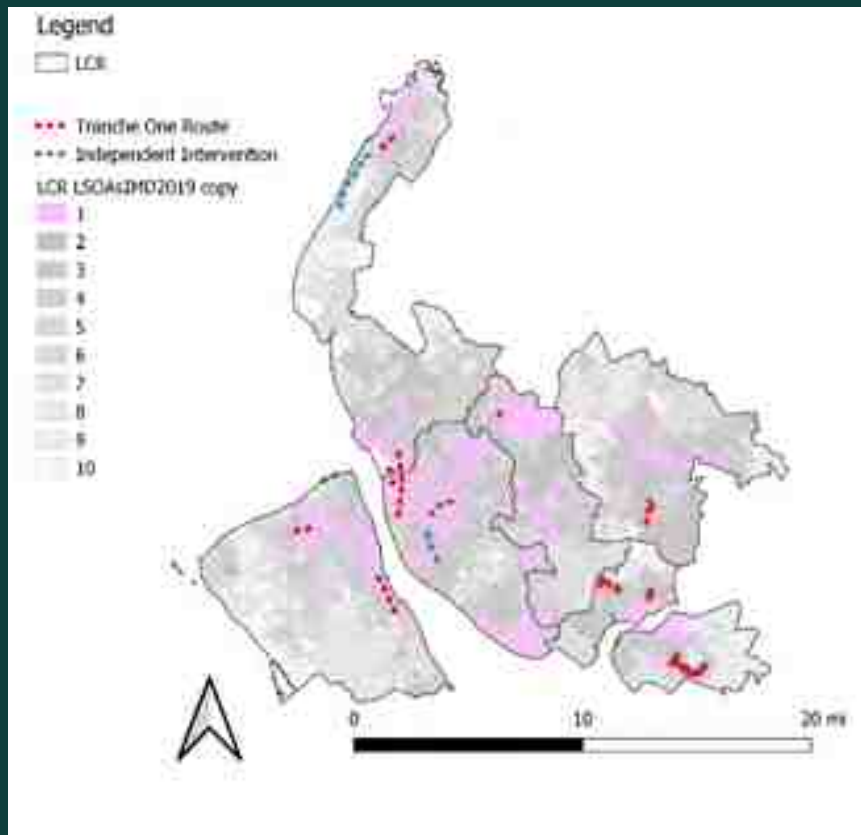 Legend
LCR
Tranche One Route
Independent Intervention
LCR LSOAsIMD2019 copy
1
2
3
4
5
6
7
8
9
10
0 10 20 mi